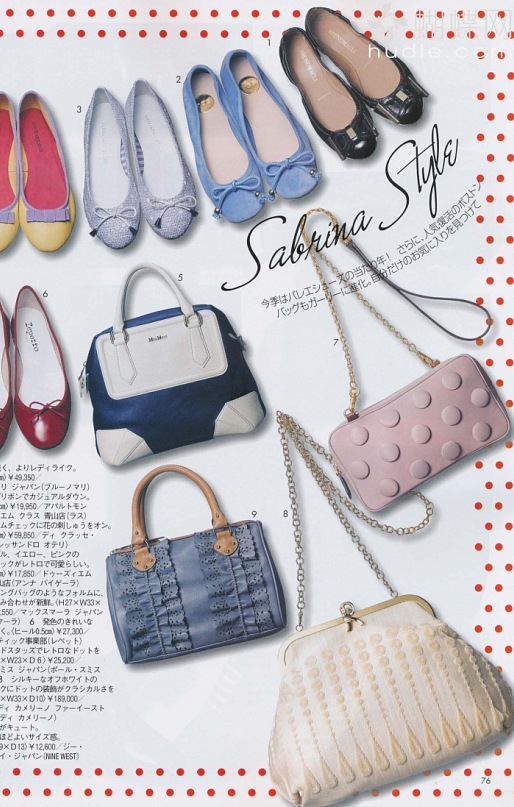 蝴蝶网
hudie.com
1
2
3
Sabrina Style
今季はバレエシューズの当たり年! さらに、人気復活のボストン
バッグもガーリーに進化。自分だけのお気に入りを見つけて
5
6
7
Repetto
MaxMara
9
8
く、よりレディライク。
¥49,350/
リ ジャパン(ブルーノマリ)
リボンでカジュアルダウン。
¥19,950/アパルトモン
エム クラス 青山店(ラス)
ムチェックに花の刺しゅうをオン。
¥59,850/ディ クラッセ・
レッサンドロ オテリ)
ル、イエロー、ピンクの
ックがレトロで可愛らしい。
¥17,850/ドゥーズィエム
山店(アンナ バイゲーラ)
ングバッグのようなフォルムに、
み合わせが新鮮。(H27×W33×
,550/マックスマーラ ジャパン
マーラ) 6 発色のきれいな
く。(ヒール0.5cm)¥27,300/
ティック事業部(レペット)
ドスタッズでレトロなドットを
×W23×D6)¥25,200/
ミス ジャパン(ポール・スミス
8 シルキーなオフホワイトの
クにドットの装飾がクラシカルさを
×W33×D10)¥189,000/
ディ カメリーノ ファーイースト
ディ カメリーノ)
がキュート。
ほどよいサイズ感。
9×D13)¥12,600/ジー・
イ・ジャパン(NINE WEST)
76